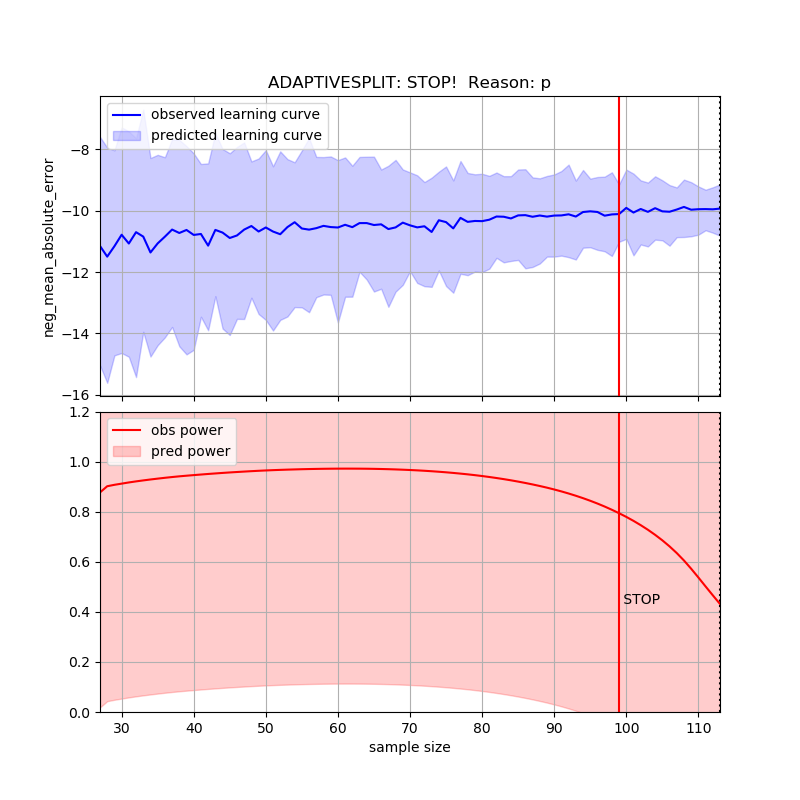 ADAPTIVESPLIT: STOP!  Reason: p
observed learning curve
predicted learning curve
neg_mean_absolute_error
−8
−10
−12
−14
−16
1.2
obs power
pred power
1.0
0.8
0.6
STOP
0.4
0.2
0.0
30 40 50 60 70 80 90 100 110
sample size